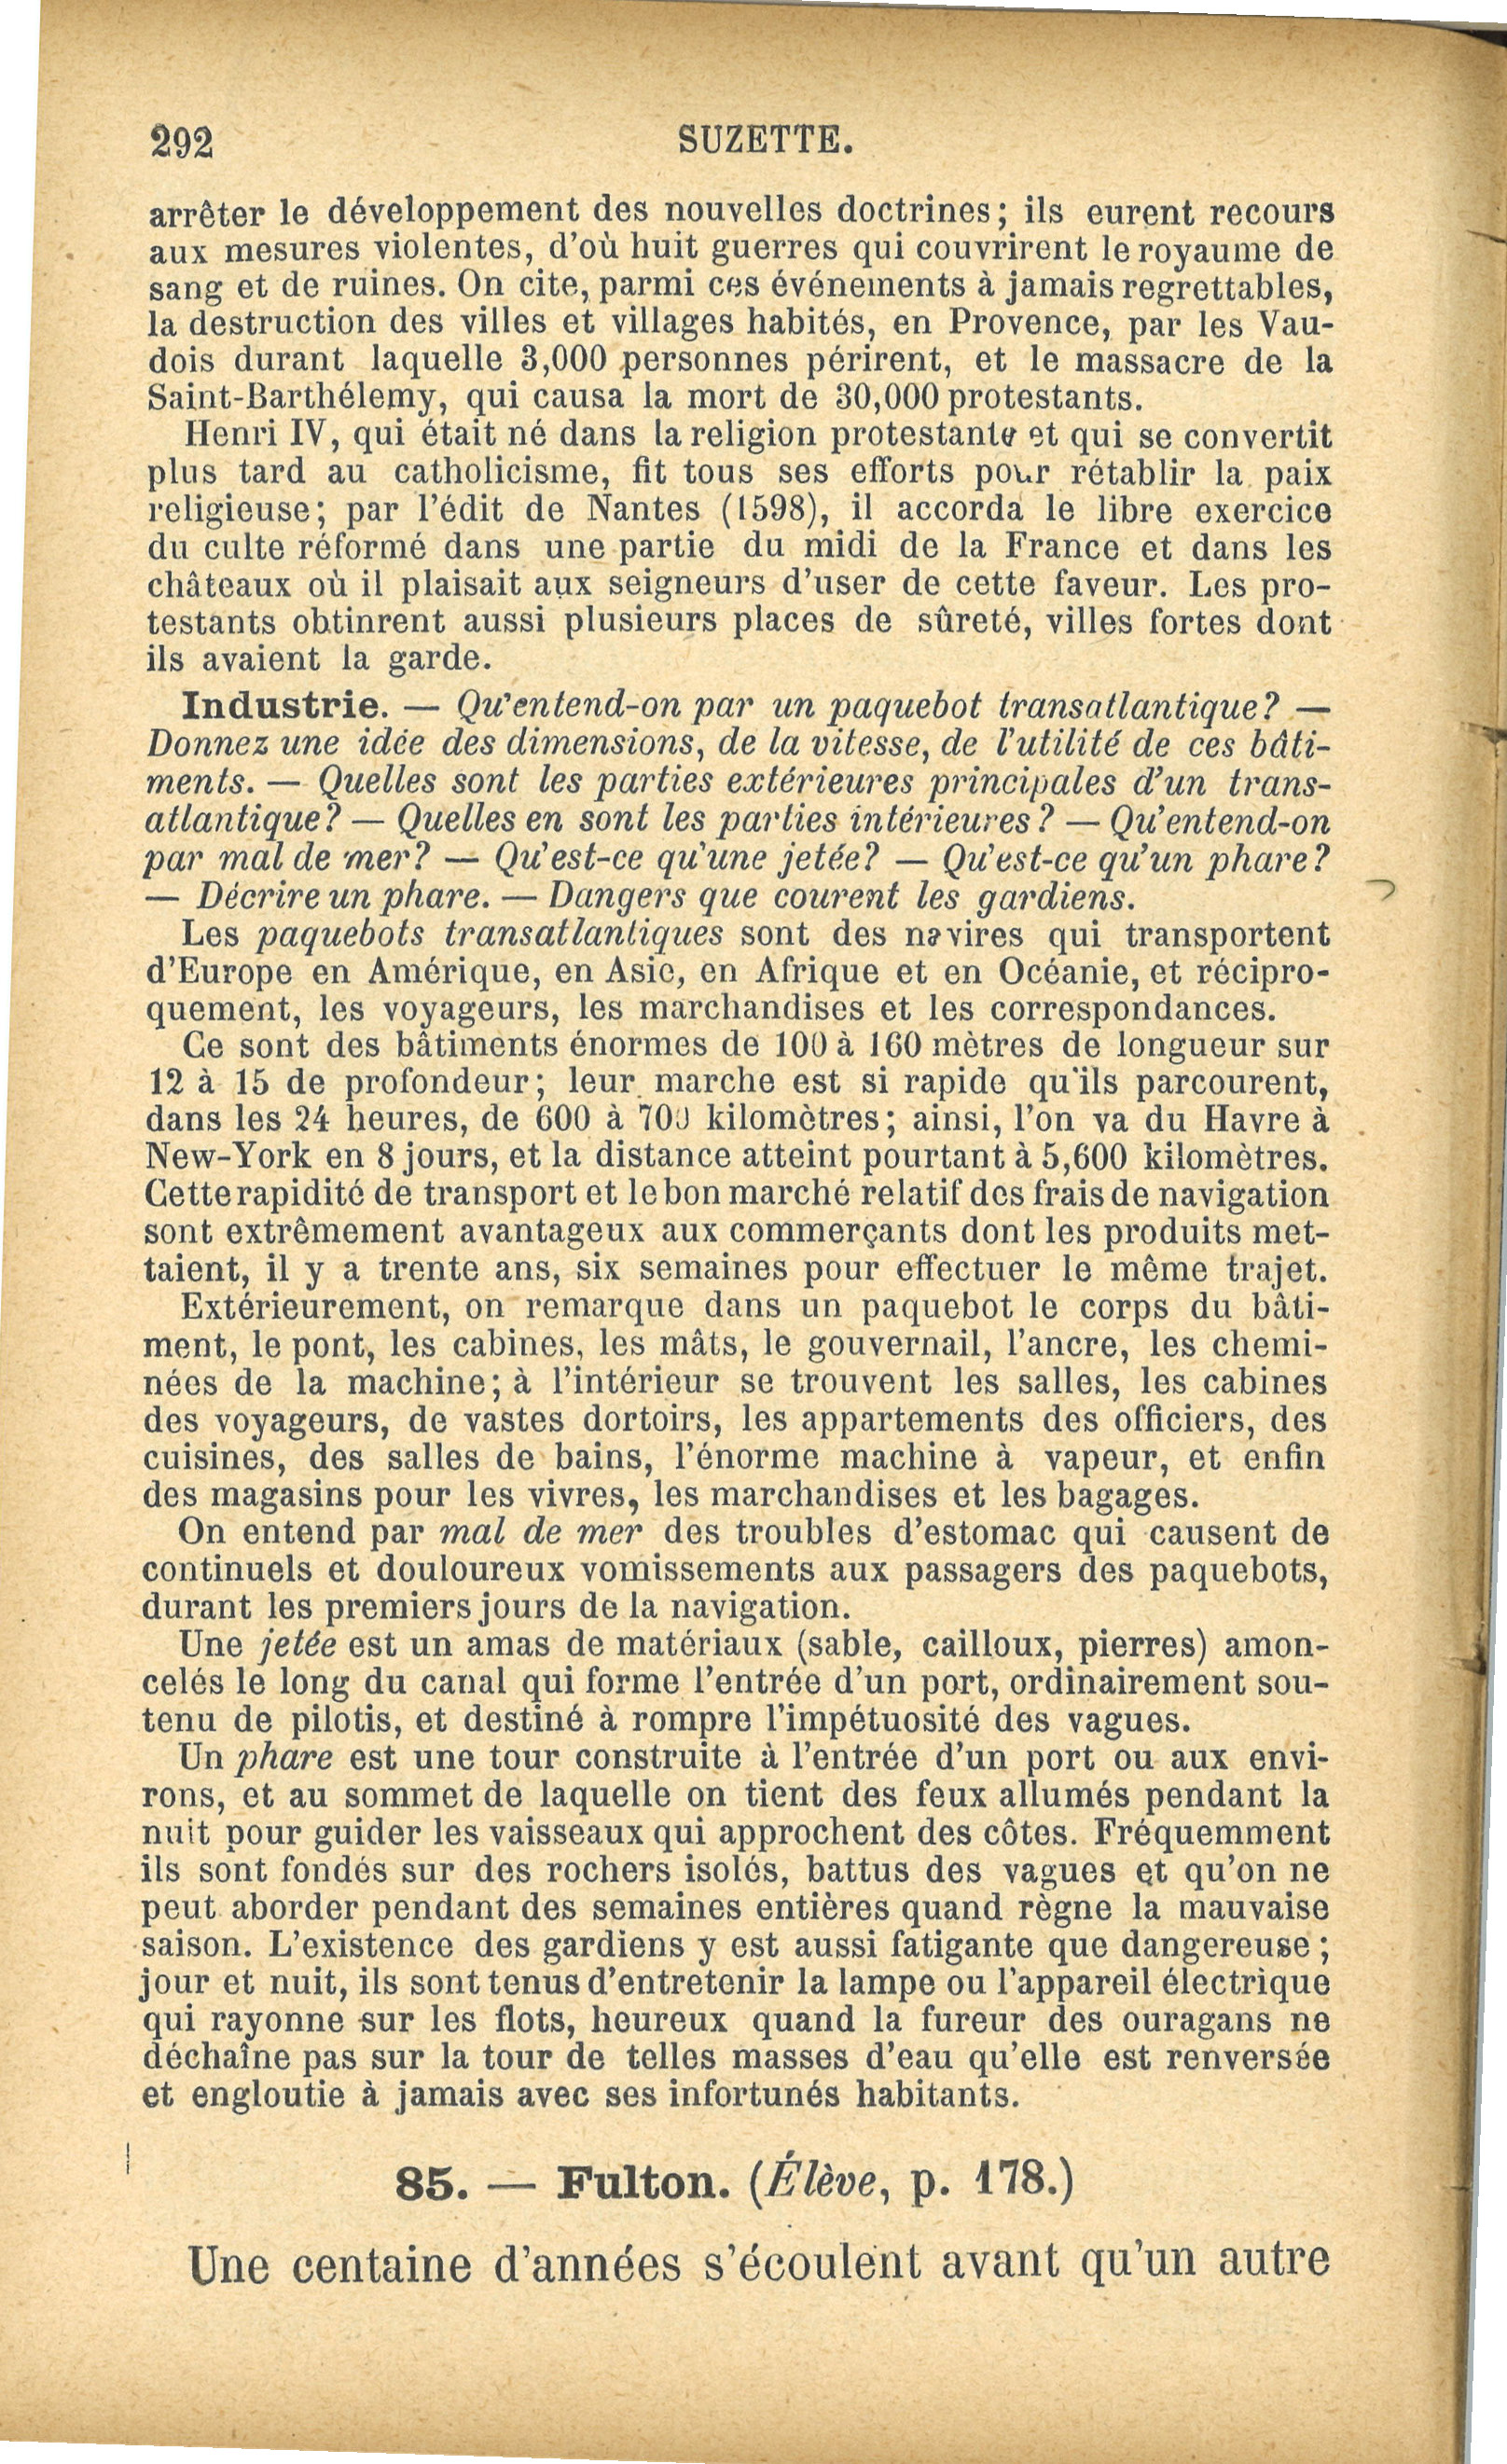 292
SUZETTE.
arrêter le développement des nouvelles doctrines; ils eurent recours
aux mesures violentes, d'où huit guerres qui couvrirent le royaume de
sang et de ruines. On cite, parmi ces événements à jamais regrettables,
la destruction des villes et villages habités, en Provence, par les Vau-
dois durant laquelle 3,000 personnes périrent, et le massacre de la
Saint-Barthélemy, qui causa la mort de 30,000 protestants.
Henri IV, qui était né dans la religion protestante et qui se convertit
plus tard au catholicisme, fit tous ses efforts pour rétablir la paix
religieuse; par l'édit de Nantes (1598), il accorda le libre exercice
du culte réformé dans une partie du midi de la France et dans les
châteaux où il plaisait aux seigneurs d'user de cette faveur. Les pro-
testants obtinrent aussi plusieurs places de sûreté, villes fortes dont
ils avaient la garde.
Industrie. — Qu'entend-on par un paquebot transatlantique? —
Donnez une idée des dimensions, de la vitesse, de l'utilité de ces bâti-
ments. — Quelles sont les parties extérieures principales d'un trans-
atlantique? — Quelles en sont les parties intérieures? — Qu'entend-on
par mal de mer? — Qu'est-ce qu'une jetée? — Qu'est-ce qu'un phare?
— Décrire un phare. — Dangers que courent les gardiens.
Les paquebots transatlantiques sont des navires qui transportent
d'Europe en Amérique, en Asie, en Afrique et en Océanie, et récipro-
quement, les voyageurs, les marchandises et les correspondances.
Ce sont des bâtiments énormes de 100 à 160 mètres de longueur sur
12 à 15 de profondeur; leur marche est si rapide qu'ils parcourent,
dans les 24 heures, de 600 à 700 kilomètres; ainsi, l'on va du Havre à
New-York en 8 jours, et la distance atteint pourtant à 5,600 kilomètres.
Cette rapidité de transport et le bon marché relatif des frais de navigation
sont extrêmement avantageux aux commerçants dont les produits met-
taient, il y a trente ans, six semaines pour effectuer le même trajet.
Extérieurement, on remarque dans un paquebot le corps du bâti-
ment, le pont, les cabines, les mâts, le gouvernail, l'ancre, les chemi-
nées de la machine; à l'intérieur se trouvent les salles, les cabines
des voyageurs, de vastes dortoirs, les appartements des officiers, des
cuisines, des salles de bains, l'énorme machine à vapeur, et enfin
des magasins pour les vivres, les marchandises et les bagages.
On entend par mal de mer des troubles d'estomac qui causent de
continuels et douloureux vomissements aux passagers des paquebots,
durant les premiers jours de la navigation.
Une jetée est un amas de matériaux (sable, cailloux, pierres) amon-
celés le long du canal qui forme l'entrée d'un port, ordinairement sou-
tenu de pilotis, et destiné à rompre l'impétuosité des vagues.
Un phare est une tour construite à l'entrée d'un port ou aux envi-
rons, et au sommet de laquelle on tient des feux allumés pendant la
nuit pour guider les vaisseaux qui approchent des côtes. Fréquemment
ils sont fondés sur des rochers isolés, battus des vagues et qu'on ne
peut aborder pendant des semaines entières quand règne la mauvaise
saison. L'existence des gardiens y est aussi fatigante que dangereuse;
jour et nuit, ils sont tenus d'entretenir la lampe ou l'appareil électrique
qui rayonne sur les flots, heureux quand la fureur des ouragans ne
déchaîne pas sur la tour de telles masses d'eau qu'elle est renversée
et engloutie à jamais avec ses infortunés habitants.
85. — Fulton. (Élève, p. 178.)
Une centaine d'années s'écoulent avant qu'un autre